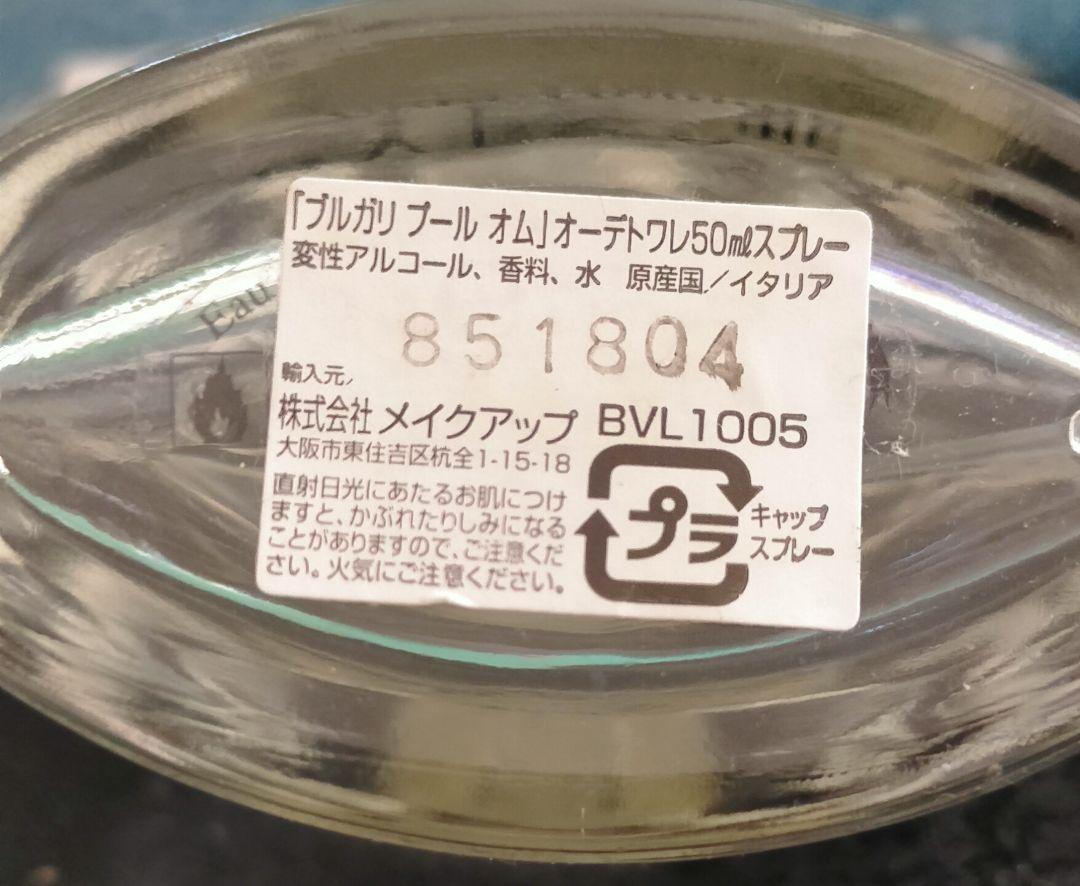 「ブルガリ プール オム」オーデトワレ50mlスプレー
変性アルコール、香料、水 原産国/イタリア
851804
輸入元/
株式会社 メイクアップ BVL1005
大阪市東住吉区杭全1-15-18
直射日光にあたるお肌につけ
ますと、かぶれたりしみになる
ことがありますので、ご注意くだ
さい。火気にご注意ください。
プラ
キャップ
スプレー
Eau